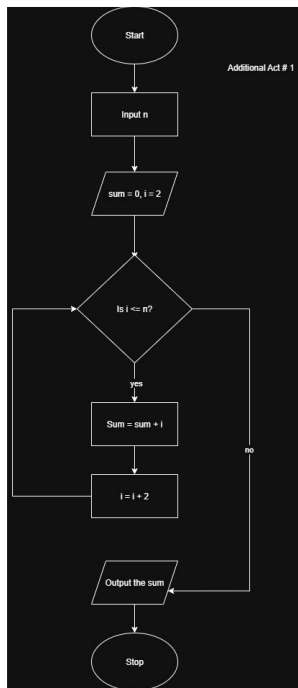 Start
Additional Act # 1
Input n
sum = 0, i = 2
Is i <= n?
yes
Sum = sum + i
no
i = i + 2
Output the sum
Stop